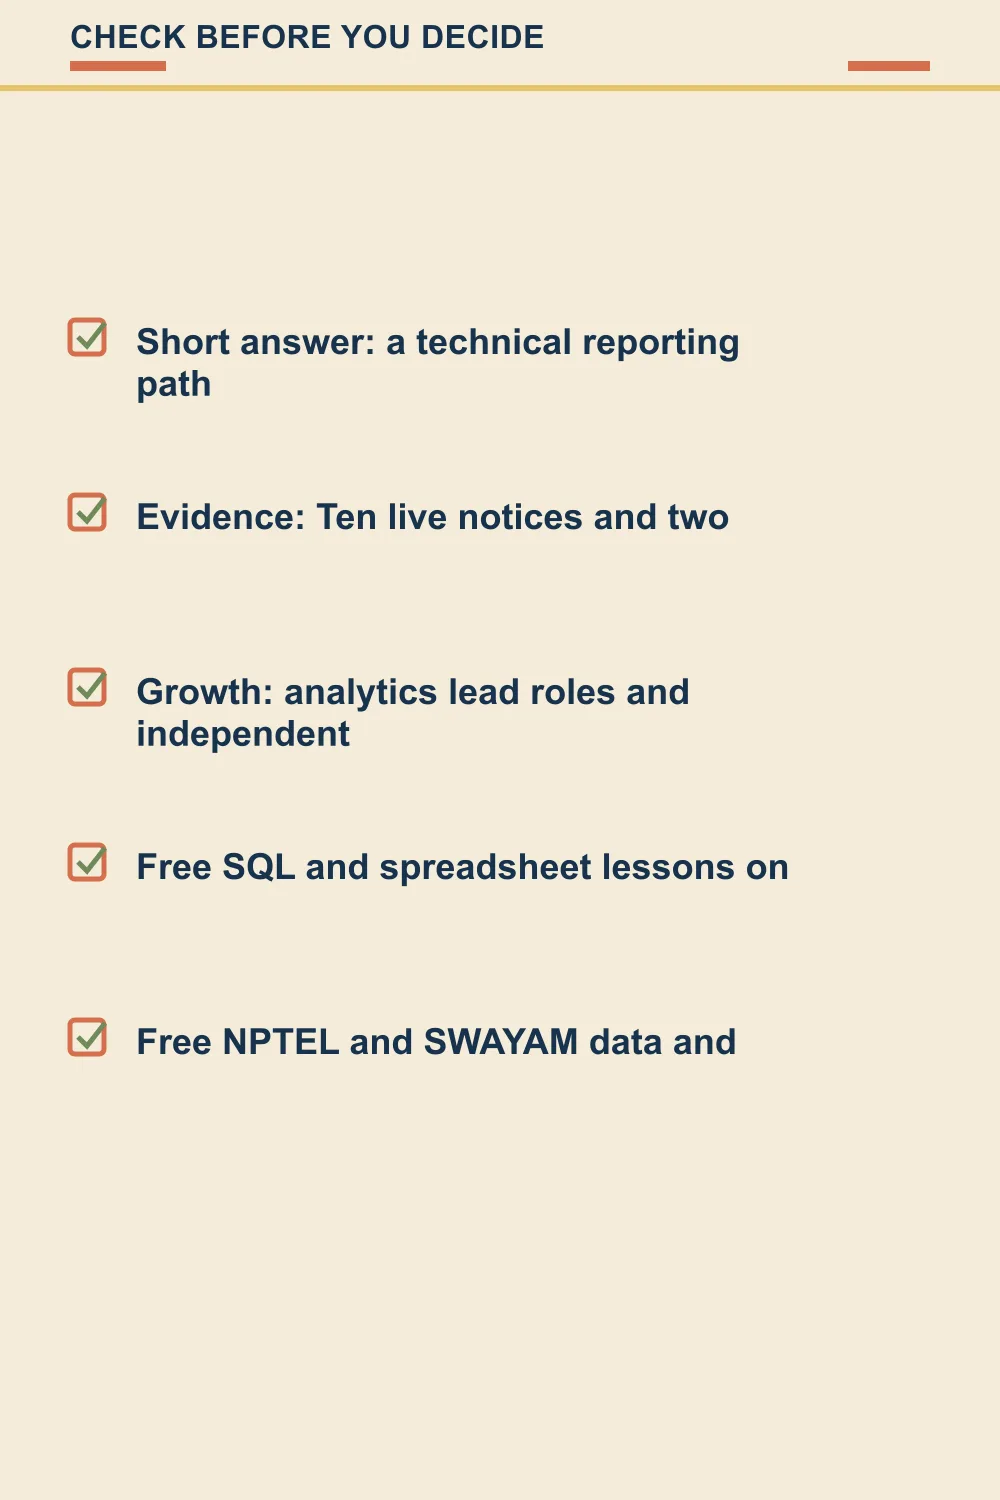 CHECK BEFORE YOU DECIDE
Short answer: a technical reporting
path
Evidence: Ten live notices and two
Growth: analytics lead roles and
independent
Free SQL and spreadsheet lessons on
Free NPTEL and SWAYAM data and